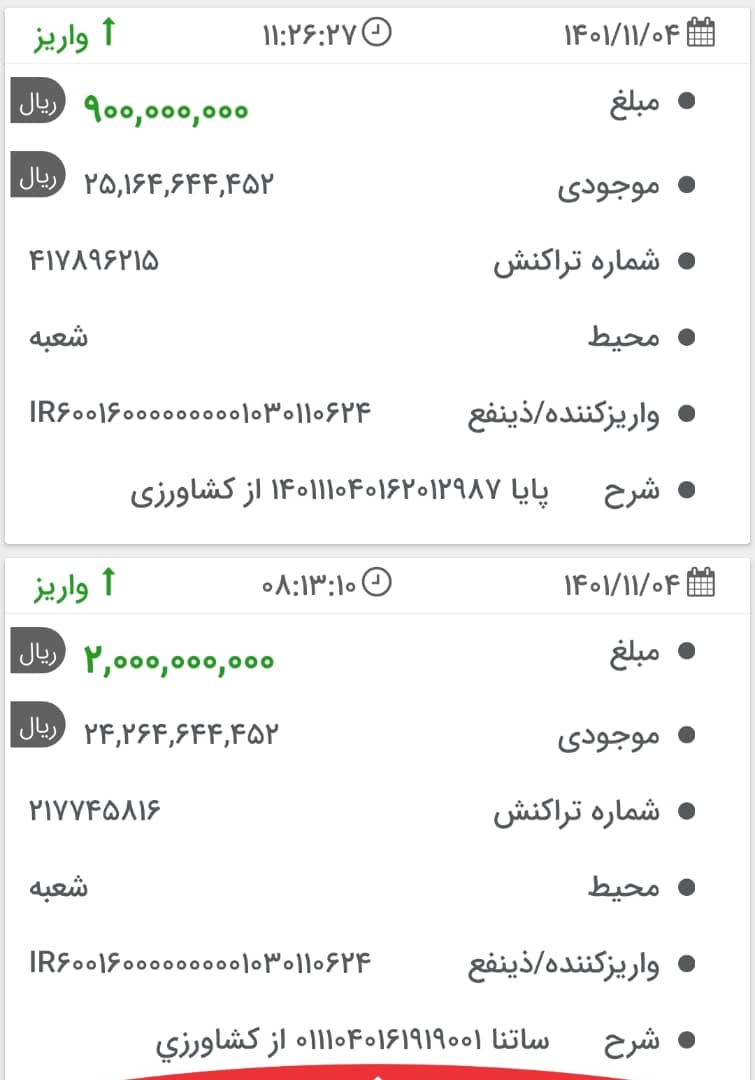 ۱۴۰۱/۱۱/۰۴ ۱۱:۲۶:۲۷ واریز
مبلغ ۹۰۰,۰۰۰,۰۰۰ ریال
موجودی ۲۵,۱۶۴,۶۴۴,۴۵۲ ریال
شماره تراکنش ۴۱۷۸۹۶۲۱۵
محیط شعبه
واریزکننده/ذینفع IR۶۰۰۱۶۰۰۰۰۰۰۰۰۰۰۱۰۳۰۱۱۰۶۲۴
شرح پایا ۱۴۰۱۱۱۰۴۰۱۶۲۰۱۲۹۸۷ از کشاورزی
۱۴۰۱/۱۱/۰۴ ۰۸:۱۳:۱۰ واریز
مبلغ ۲,۰۰۰,۰۰۰,۰۰۰ ریال
موجودی ۲۴,۲۶۴,۶۴۴,۴۵۲ ریال
شماره تراکنش ۲۱۷۷۴۵۸۱۶
محیط شعبه
واریزکننده/ذینفع IR۶۰۰۱۶۰۰۰۰۰۰۰۰۰۰۱۰۳۰۱۱۰۶۲۴
شرح ساتنا ۰۱۱۱۰۴۰۱۶۱۹۱۹۰۰۱ از كشاورزي